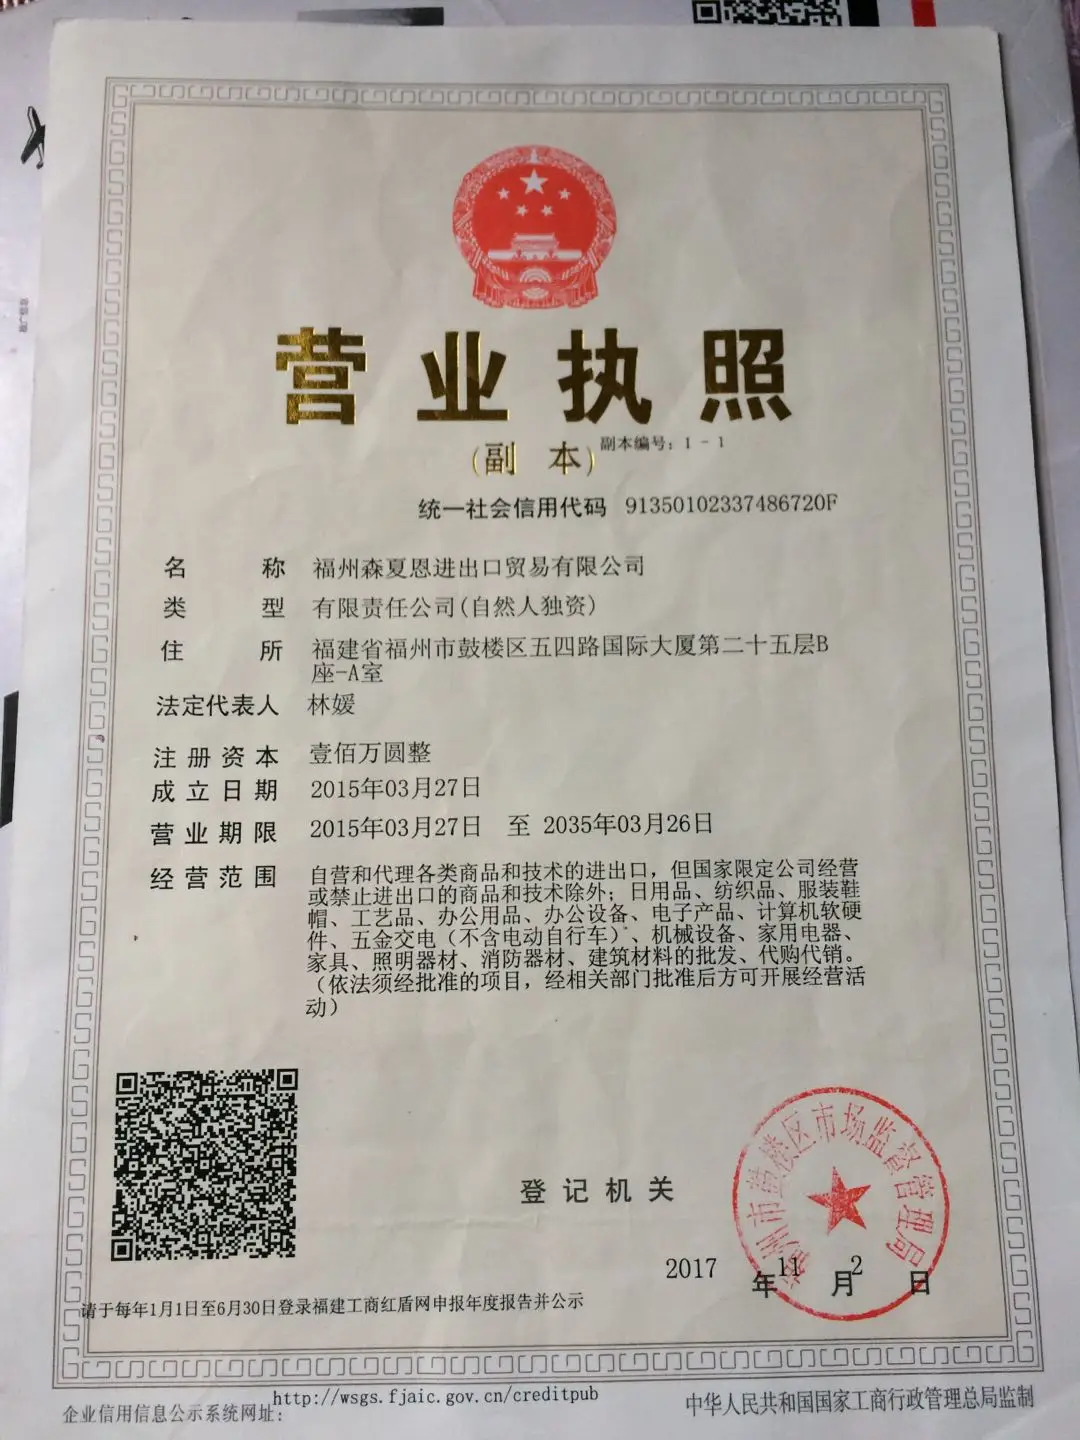 营业执照
(副 本) 副本编号：1-1
统一社会信用代码 91350102337486720F
名称 福州森夏恩进出口贸易有限公司
类型 有限责任公司(自然人独资)
住所 福建省福州市鼓楼区五四路国际大厦第二十五层B
座-A室
法定代表人 林媛
注册资本 壹佰万圆整
成立日期 2015年03月27日
营业期限 2015年03月27日 至 2035年03月26日
经营范围 自营和代理各类商品和技术的进出口，但国家限定公司经营
或禁止进出口的商品和技术除外；日用品、纺织品、服装鞋
帽、工艺品、办公用品、办公设备、电子产品、计算机软硬
件、五金交电（不含电动自行车）、机械设备、家用电器、
家具、照明器材、消防器材、建筑材料的批发、代购代销。
（依法须经批准的项目，经相关部门批准后方可开展经营活
动）
福州市鼓楼区市场监督管理局
登记机关
2017 年 11 月 2 日
请于每年1月1日至6月30日登录福建工商红盾网申报年度报告并公示
企业信用信息公示系统网址： http://wsgs.fjaic.gov.cn/creditpub
中华人民共和国国家工商行政管理总局监制